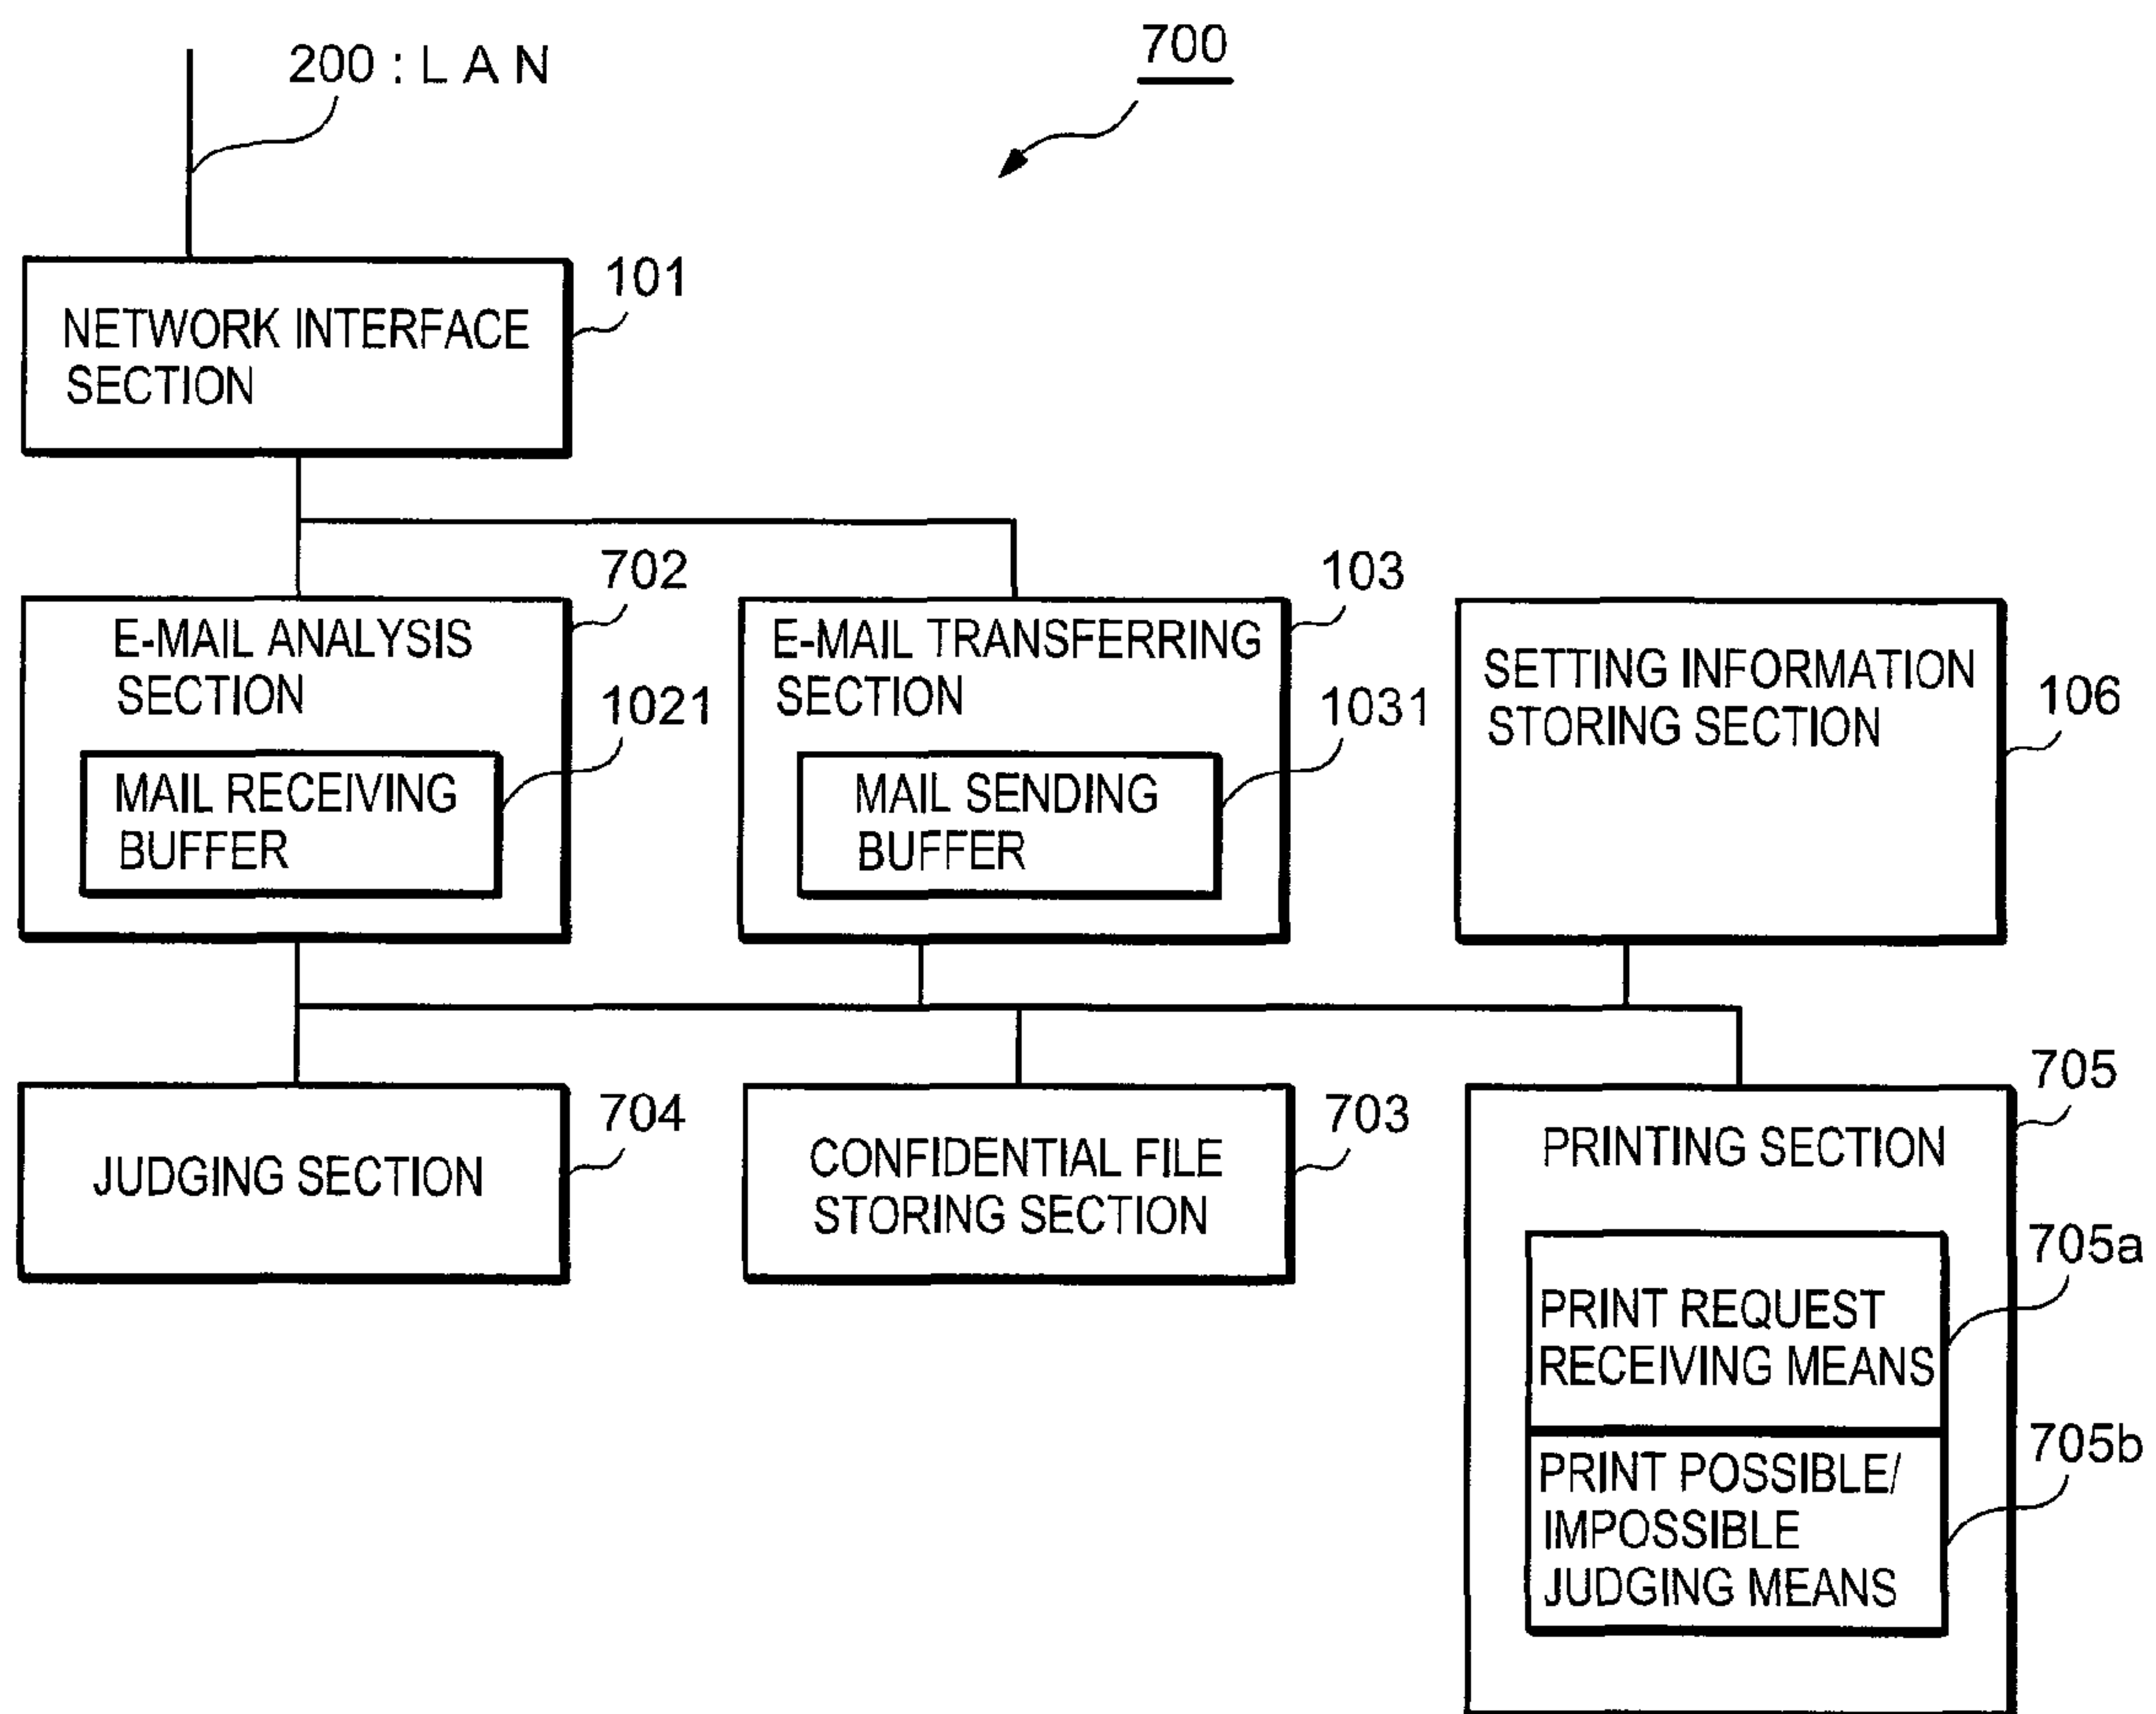 200 : L A N
700
101
NETWORK INTERFACE
SECTION
702
E-MAIL ANALYSIS
SECTION
1021
MAIL RECEIVING
BUFFER
103
E-MAIL TRANSFERRING
SECTION
1031
MAIL SENDING
BUFFER
SETTING INFORMATION
STORING SECTION
106
704
JUDGING SECTION
703
CONFIDENTIAL FILE
STORING SECTION
705
PRINTING SECTION
705a
PRINT REQUEST
RECEIVING MEANS
705b
PRINT POSSIBLE/
IMPOSSIBLE
JUDGING MEANS